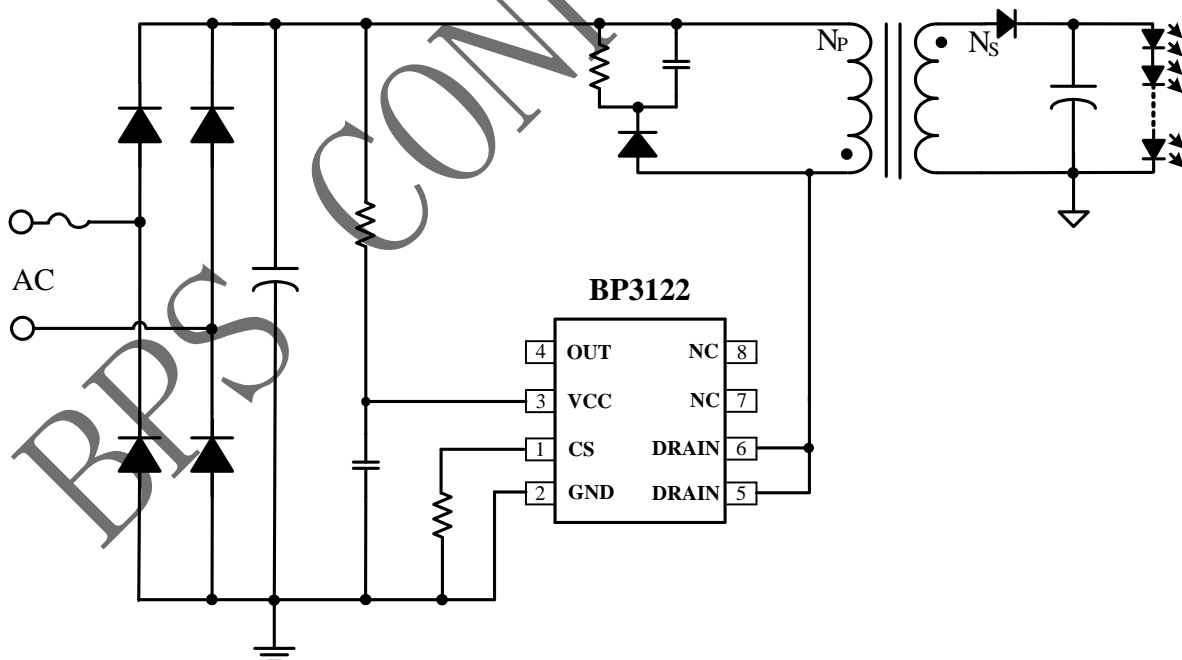 NP
NS
AC
BP3122
4 OUT NC 8
3 VCC NC 7
1 CS DRAIN 6
2 GND DRAIN 5
BPS CON